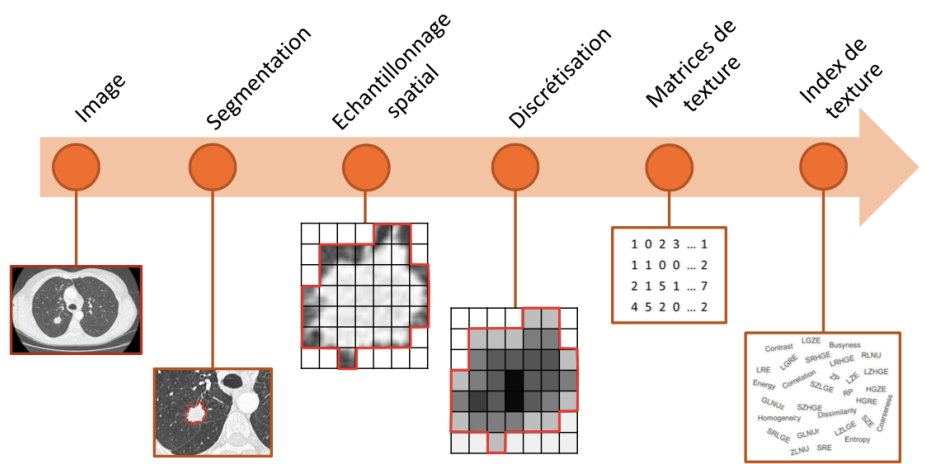 Image
Segmentation
Echantillonnage
spatial
Discrétisation
Matrices de
texture
Index de
texture
1 0 2 3 ... 1
1 1 0 0 ... 2
2 1 5 1 ... 7
4 5 2 0 ... 2
Contrast LGZE Busyness
LGRE SRHGE LRHGE RLNU
LRE Correlation ZP LZE LZHGE
Energy SZLGE RP HGZE
GLNUz SZHGE HGRE
Homogeneity Dissimilarity SZE Coarseness
SRLGE GLNUr LZLGE
ZLNU SRE Entropy